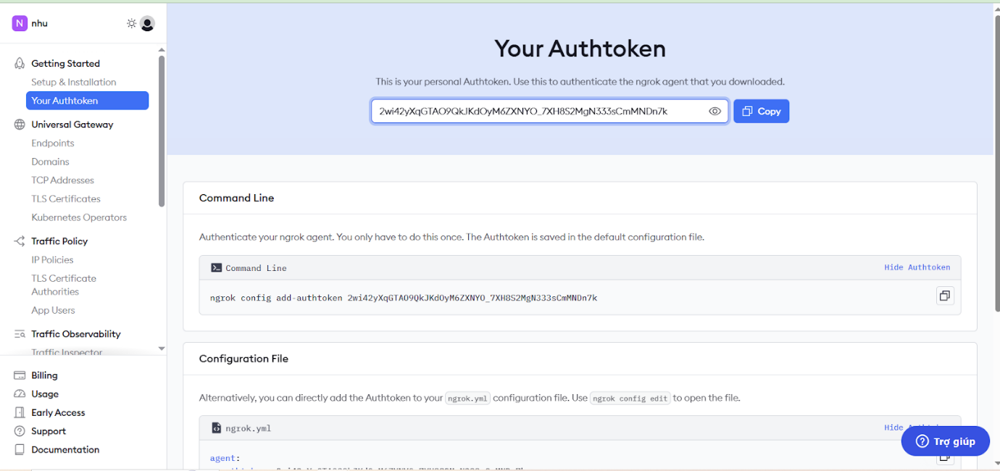 N nhu
Getting Started
Setup & Installation
Your Authtoken
Universal Gateway
Endpoints
Domains
TCP Addresses
TLS Certificates
Kubernetes Operators
Traffic Policy
IP Policies
TLS Certificate
Authorities
App Users
Traffic Observability
Traffic Inspector
Billing
Usage
Early Access
Support
Documentation
Your Authtoken
This is your personal Authtoken. Use this to authenticate the ngrok agent that you downloaded.
2wi42yXqGTAO9QkJKdOyM6ZXNYO_7XH8S2MgN333sCmMNDn7k
Copy
Command Line
Authenticate your ngrok agent. You only have to do this once. The Authtoken is saved in the default configuration file.
Command Line
Hide Authtoken
ngrok config add-authtoken 2wi42yXqGTAO9QkJKdOyM6ZXNYO_7XH8S2MgN333sCmMNDn7k
Configuration File
Alternatively, you can directly add the Authtoken to your ngrok.yml configuration file. Use ngrok config edit to open the file.
ngrok.yml
Hide
Trợ giúp
agent: